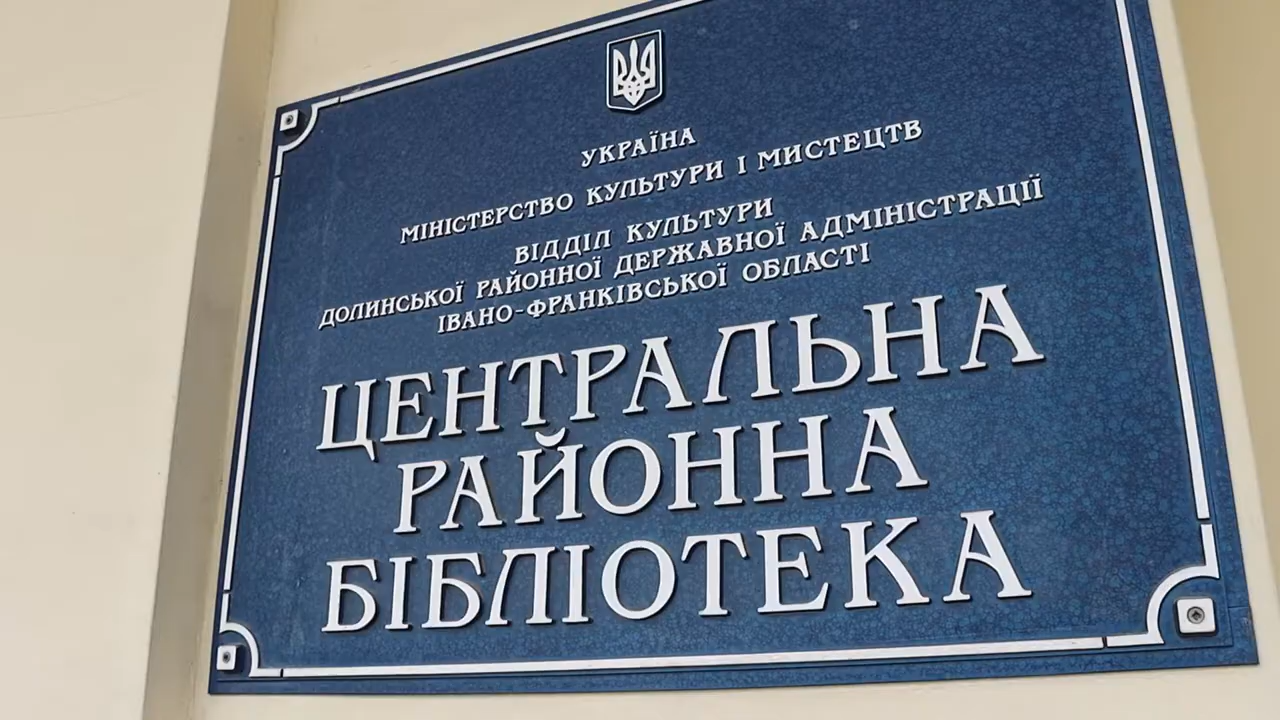 УКРАЇНА
МІНІСТЕРСТВО КУЛЬТУРИ І МИСТЕЦТВ
ВІДДІЛ КУЛЬТУРИ
ДОЛИНСЬКОЇ РАЙОННОЇ ДЕРЖАВНОЇ АДМІНІСТРАЦІЇ
ІВАНО-ФРАНКІВСЬКОЇ ОБЛАСТІ
ЦЕНТРАЛЬНА
РАЙОННА
БІБЛІОТЕКА